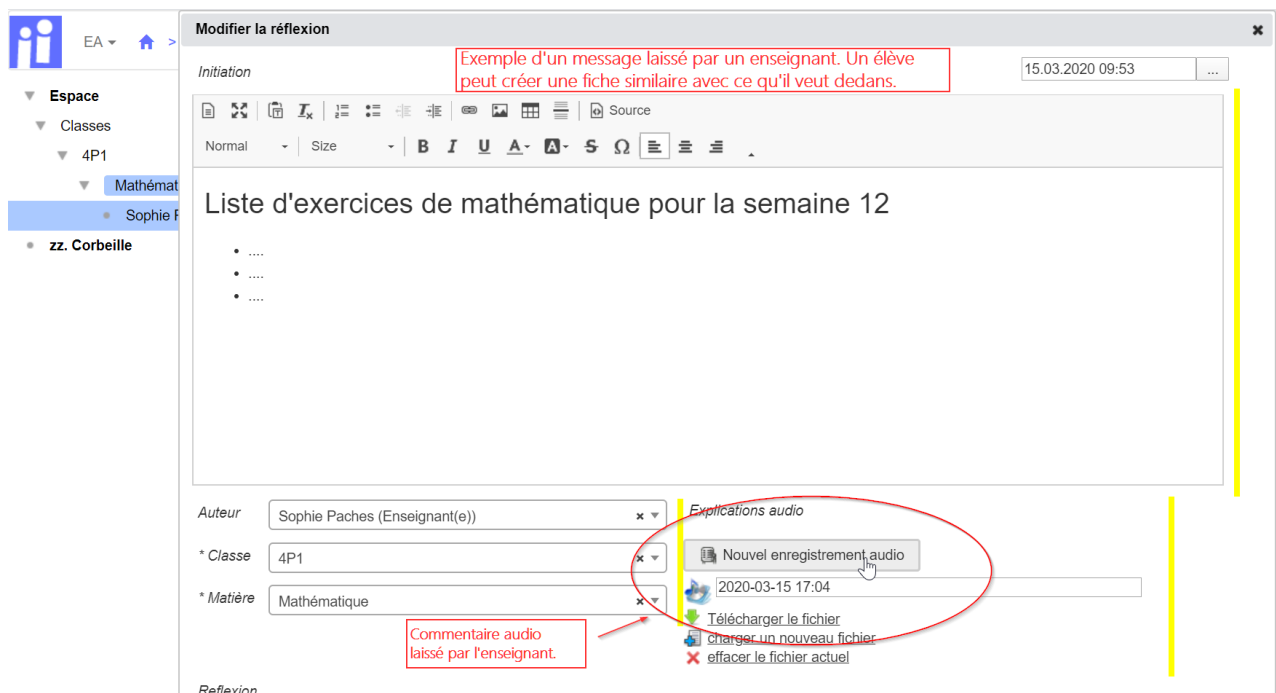 EA
>
Modifier la réflexion
Initiation
Exemple d'un message laissé par un enseignant. Un élève
peut créer une fiche similaire avec ce qu'il veut dedans.
15.03.2020 09:53
...
Espace
Classes
4P1
Mathémat
Sophie P
zz. Corbeille
Source
Normal
Size
B I U A A S Ω
Liste d'exercices de mathématique pour la semaine 12
• ....
• ....
• ....
Auteur
Sophie Paches (Enseignant(e))
* Classe
4P1
* Matière
Mathématique
Explications audio
Nouvel enregistrement audio
2020-03-15 17:04
Télécharger le fichier
charger un nouveau fichier
effacer le fichier actuel
Commentaire audio
laissé par l'enseignant.
Reflexion